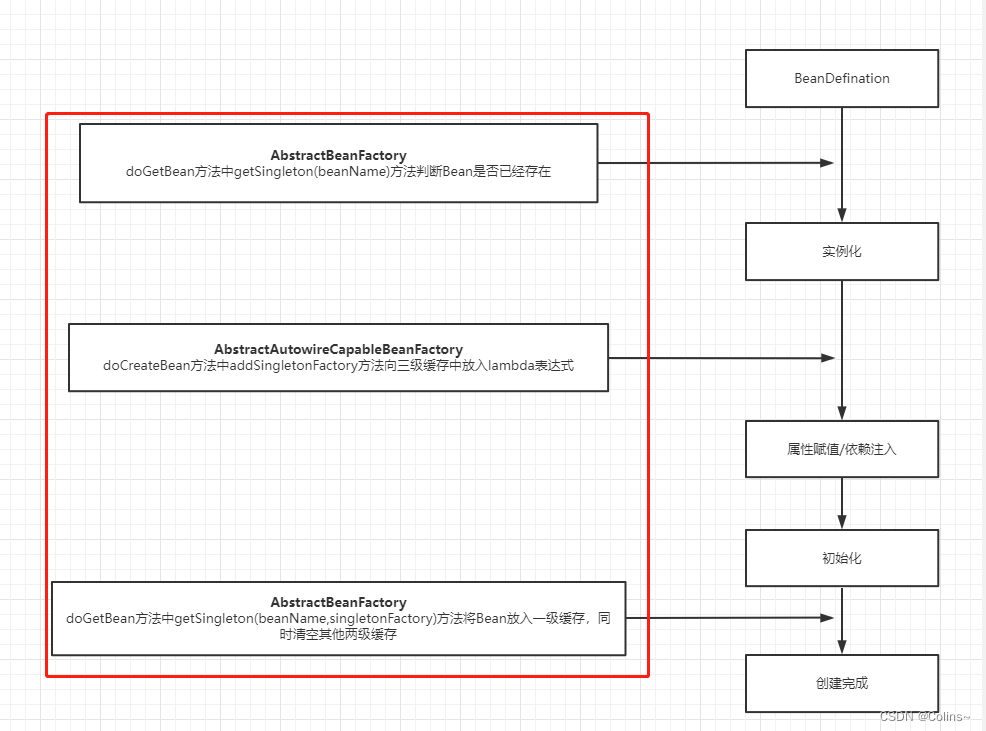 BeanDefination
AbstractBeanFactory
doGetBean方法中getSingleton(beanName)方法判断Bean是否已经存在
实例化
AbstractAutowireCapableBeanFactory
doCreateBean方法中addSingletonFactory方法向三级缓存中放入lambda表达式
属性赋值/依赖注入
初始化
AbstractBeanFactory
doGetBean方法中getSingleton(beanName,singletonFactory)方法将Bean放入一级缓存，同
时清空其他两级缓存
创建完成
CSDN @Colins~